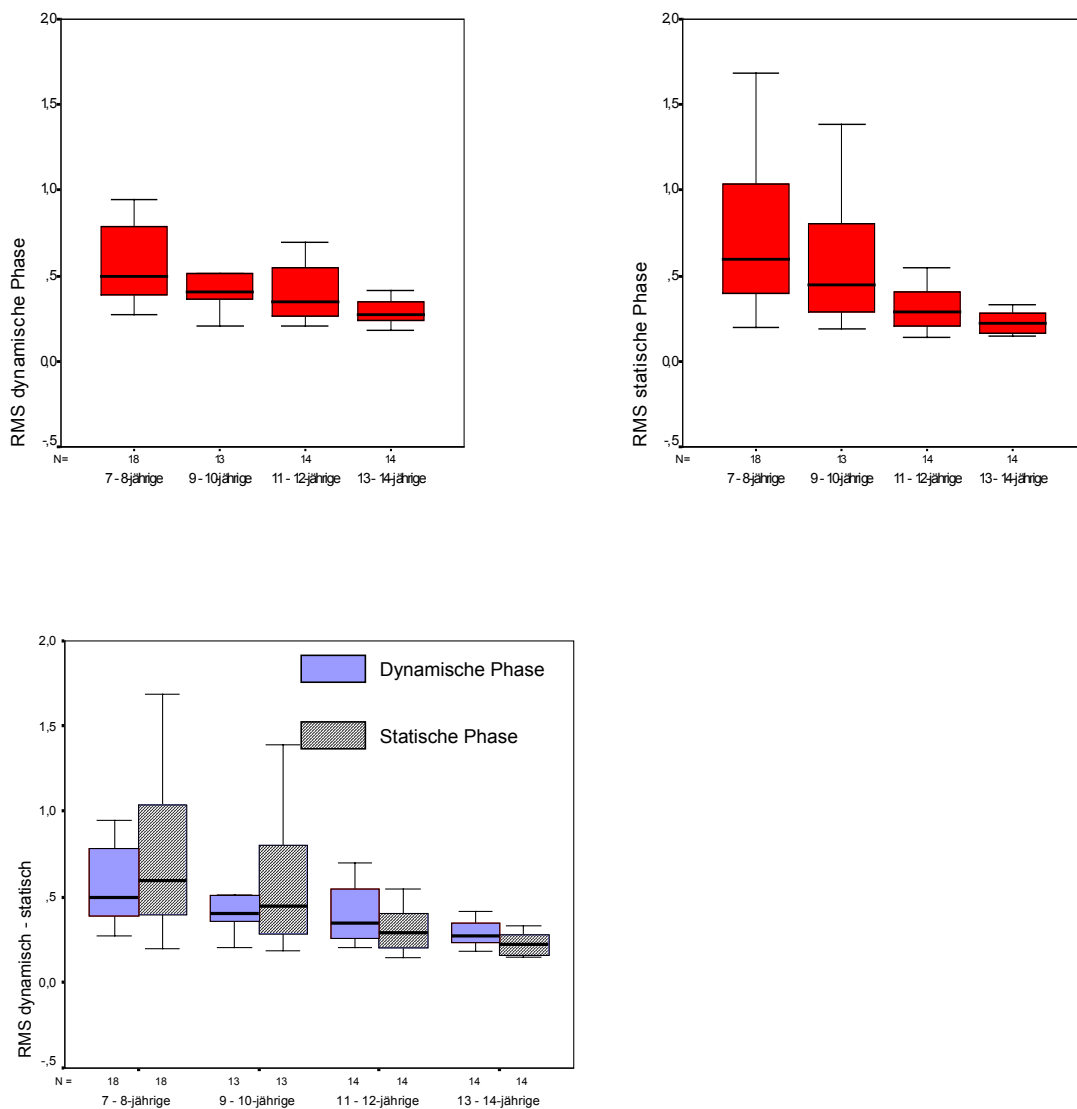 2,0
1,5
1,0
,5
0,0
-,5
RMS dynamische Phase
N= 18 13 14 14
7 - 8-jährige 9 - 10-jährige 11 - 12-jährige 13 - 14-jährige
2,0
1,5
1,0
,5
0,0
-,5
RMS statische Phase
N= 18 13 14 14
7 - 8-jährige 9 - 10-jährige 11 - 12-jährige 13 - 14-jährige
2,0
1,5
1,0
,5
0,0
-,5
RMS dynamisch - statisch
Dynamische Phase
Statische Phase
N = 18 18 13 13 14 14 14 14
7 - 8-jährige 9 - 10-jährige 11 - 12-jährige 13 - 14-jährige